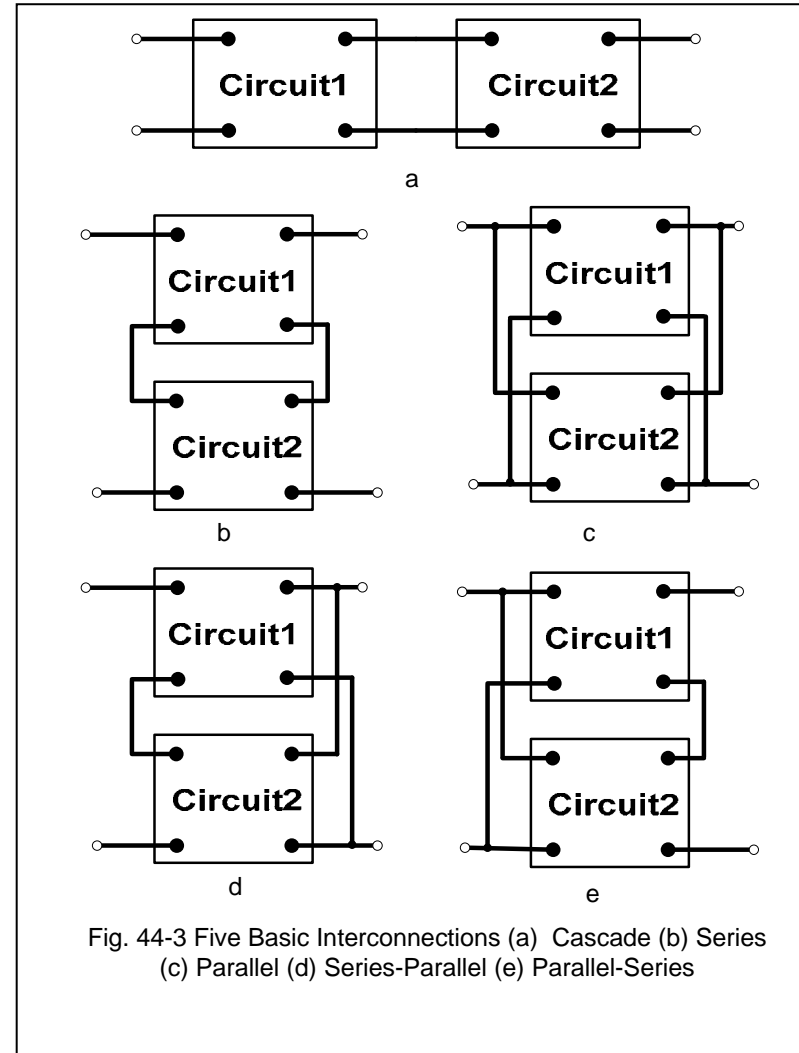 Circuit1 Circuit2
a
Circuit1
Circuit2
b
Circuit1
Circuit2
c
Circuit1
Circuit2
d
Circuit1
Circuit2
e
Fig. 44-3 Five Basic Interconnections (a) Cascade (b) Series
(c) Parallel (d) Series-Parallel (e) Parallel-Series